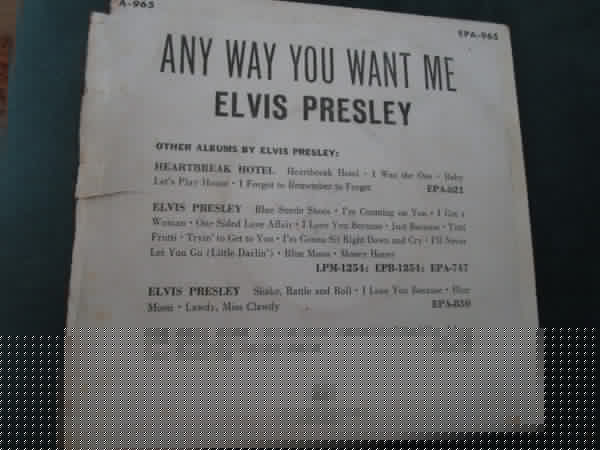 A-965
EPA-965
ANY WAY YOU WANT ME
ELVIS PRESLEY
OTHER ALBUMS BY ELVIS PRESLEY:
HEARTBREAK HOTEL Heartbreak Hotel • I Was the One • Baby
Let's Play House • I Forgot to Remember to Forget EPA-821
ELVIS PRESLEY Blue Suede Shoes • I'm Counting on You • I Got a
Woman • One Sided Love Affair • I Love You Because • Just Because • Tutti
Frutti • Tryin' to Get to You • I'm Gonna Sit Right Down and Cry • I'll Never
Let You Go (Little Darlin') • Blue Moon • Money Honey
LPM-1254; EPB-1254; EPA-747
ELVIS PRESLEY Shake, Rattle and Roll • I Love You Because • Blue
Moon • Lawdy, Miss Clawdy EPA-830